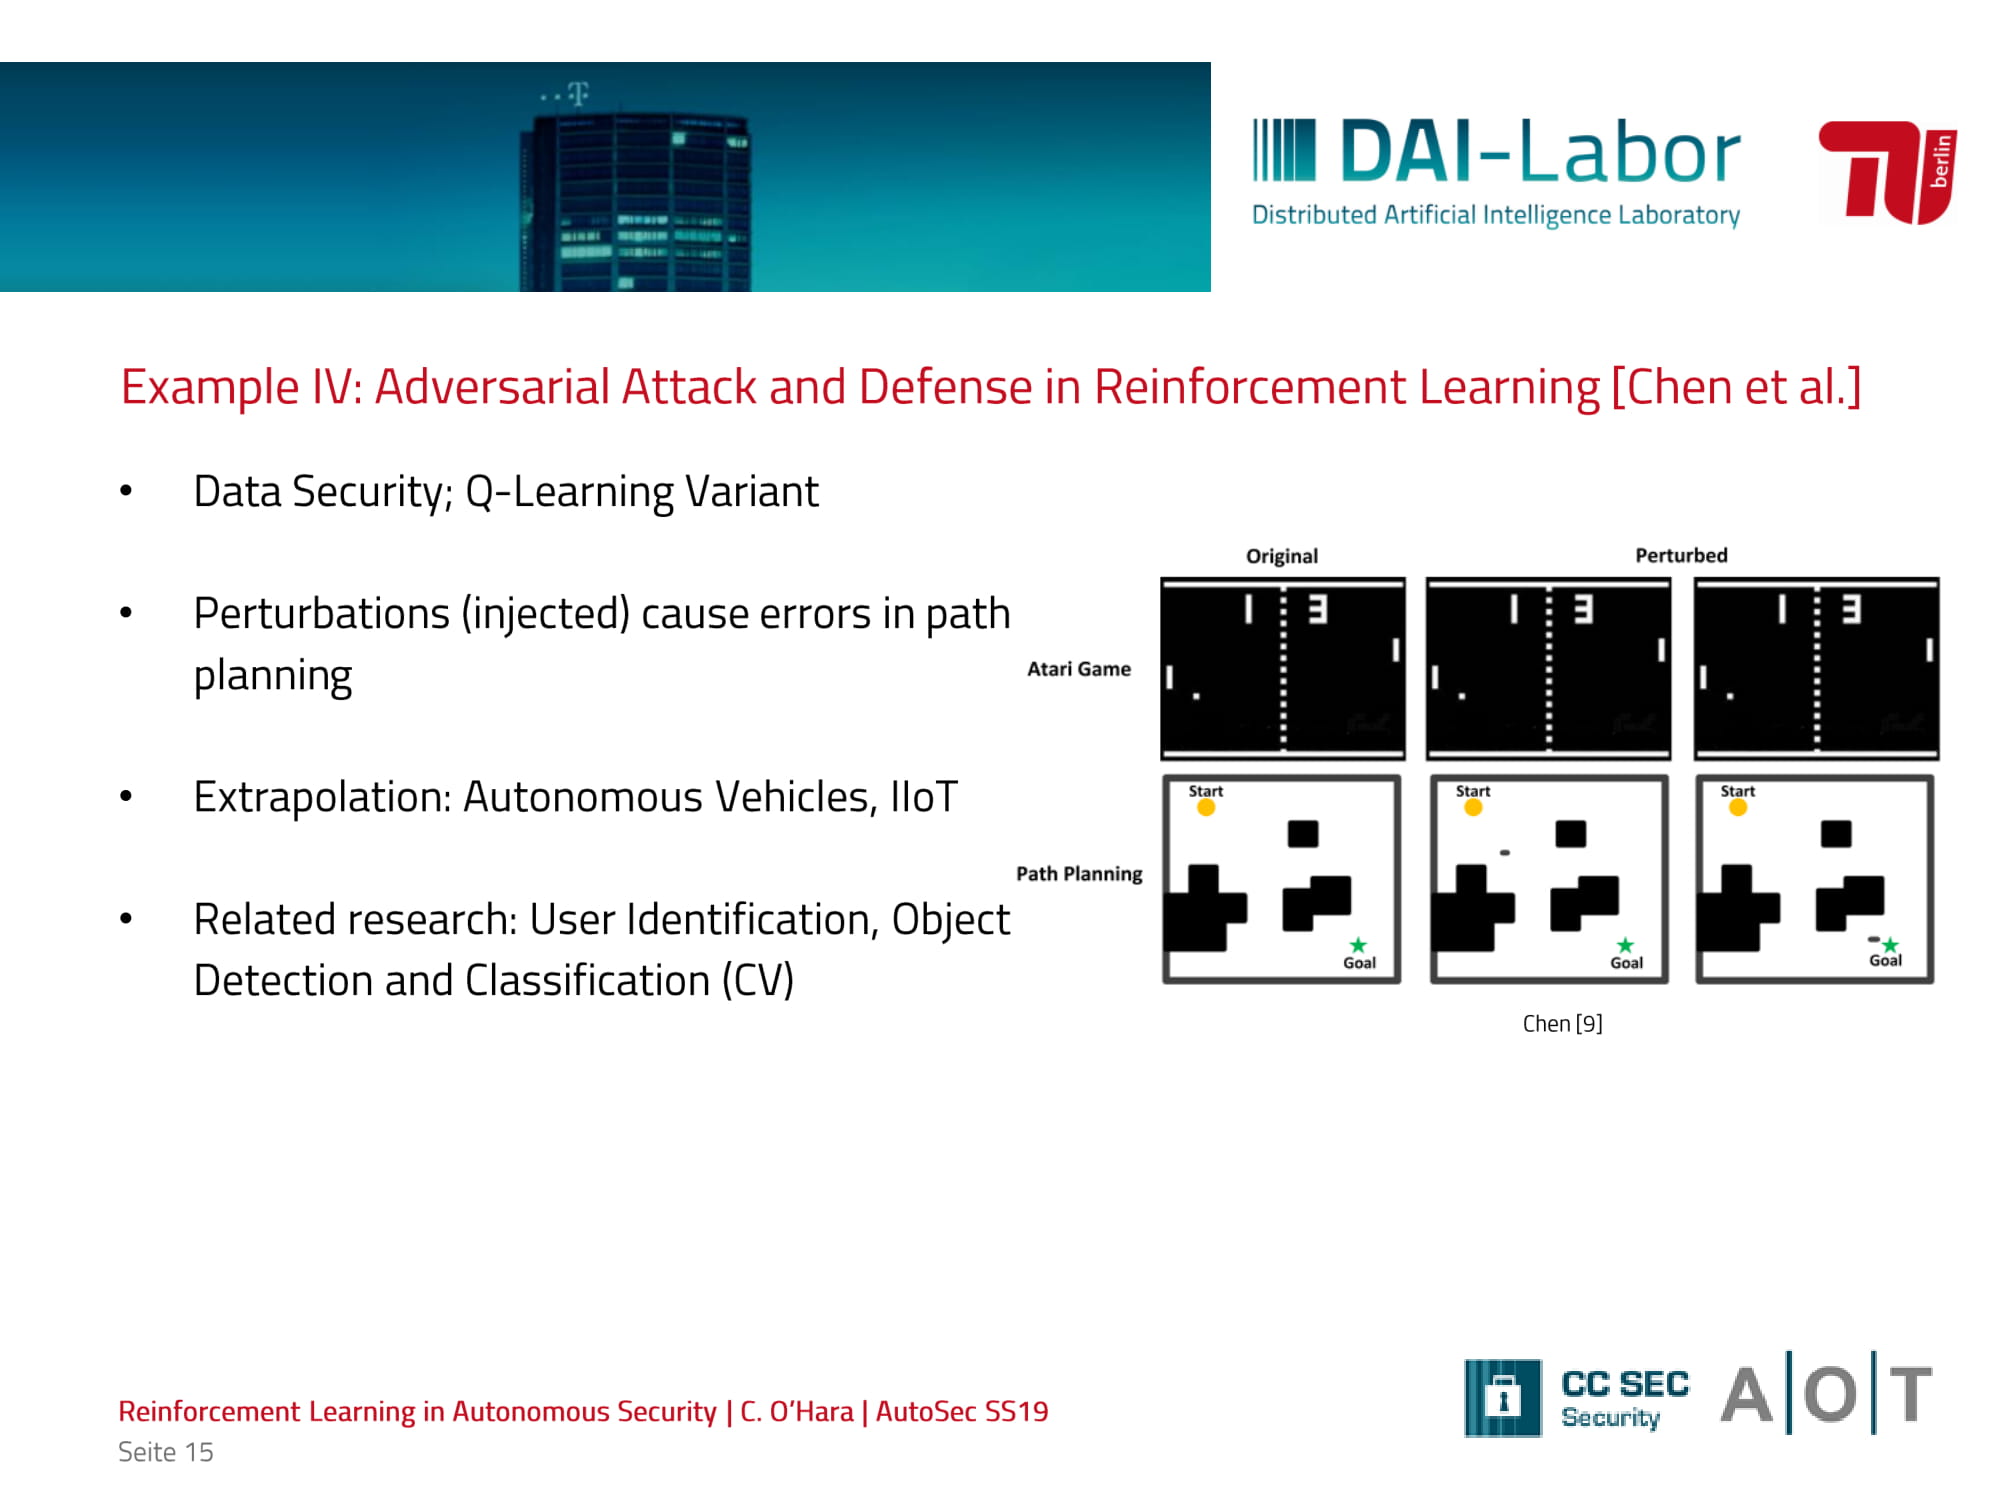 DAI-Labor
Distributed Artificial Intelligence Laboratory
berlin
Example IV: Adversarial Attack and Defense in Reinforcement Learning [Chen et al.]
• Data Security; Q-Learning Variant
• Perturbations (injected) cause errors in path
planning
• Extrapolation: Autonomous Vehicles, IIoT
• Related research: User Identification, Object
Detection and Classification (CV)
Original
Perturbed
Atari Game
1 3
1 3
1 3
Path Planning
Start
Start
Start
Goal
Goal
Goal
Chen [9]
Reinforcement Learning in Autonomous Security | C. O’Hara | AutoSec SS19
Seite 15
CC SEC
Security
A|O|T